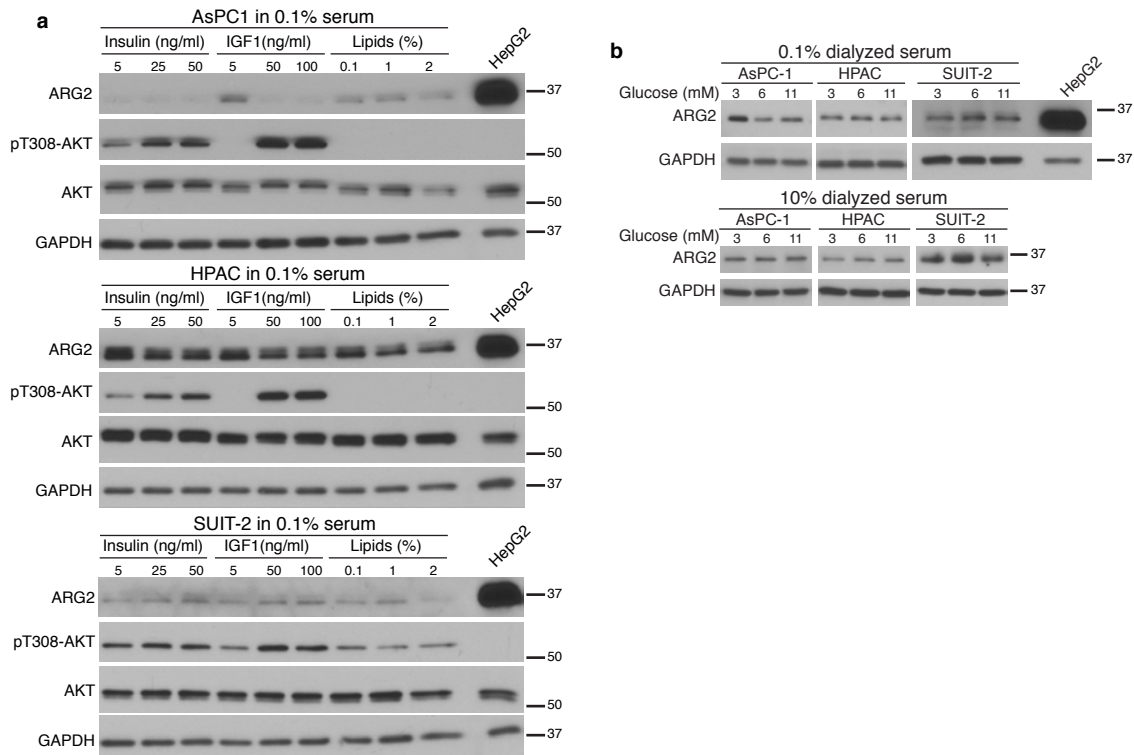 a
AsPC1 in 0.1% serum
Insulin (ng/ml) IGF1(ng/ml) Lipids (%) HepG2
5 25 50 5 50 100 0.1 1 2
ARG2 37
pT308-AKT 50
AKT 50
GAPDH 37
HPAC in 0.1% serum
Insulin (ng/ml) IGF1(ng/ml) Lipids (%) HepG2
5 25 50 5 50 100 0.1 1 2
ARG2 37
pT308-AKT 50
AKT 50
GAPDH 37
SUIT-2 in 0.1% serum
Insulin (ng/ml) IGF1(ng/ml) Lipids (%) HepG2
5 25 50 5 50 100 0.1 1 2
ARG2 37
pT308-AKT 50
AKT 50
GAPDH 37
b
0.1% dialyzed serum
AsPC-1 HPAC SUIT-2 HepG2
Glucose (mM) 3 6 11 3 6 11 3 6 11
ARG2 37
GAPDH 37
10% dialyzed serum
AsPC-1 HPAC SUIT-2
Glucose (mM) 3 6 11 3 6 11 3 6 11
ARG2 37
GAPDH 37